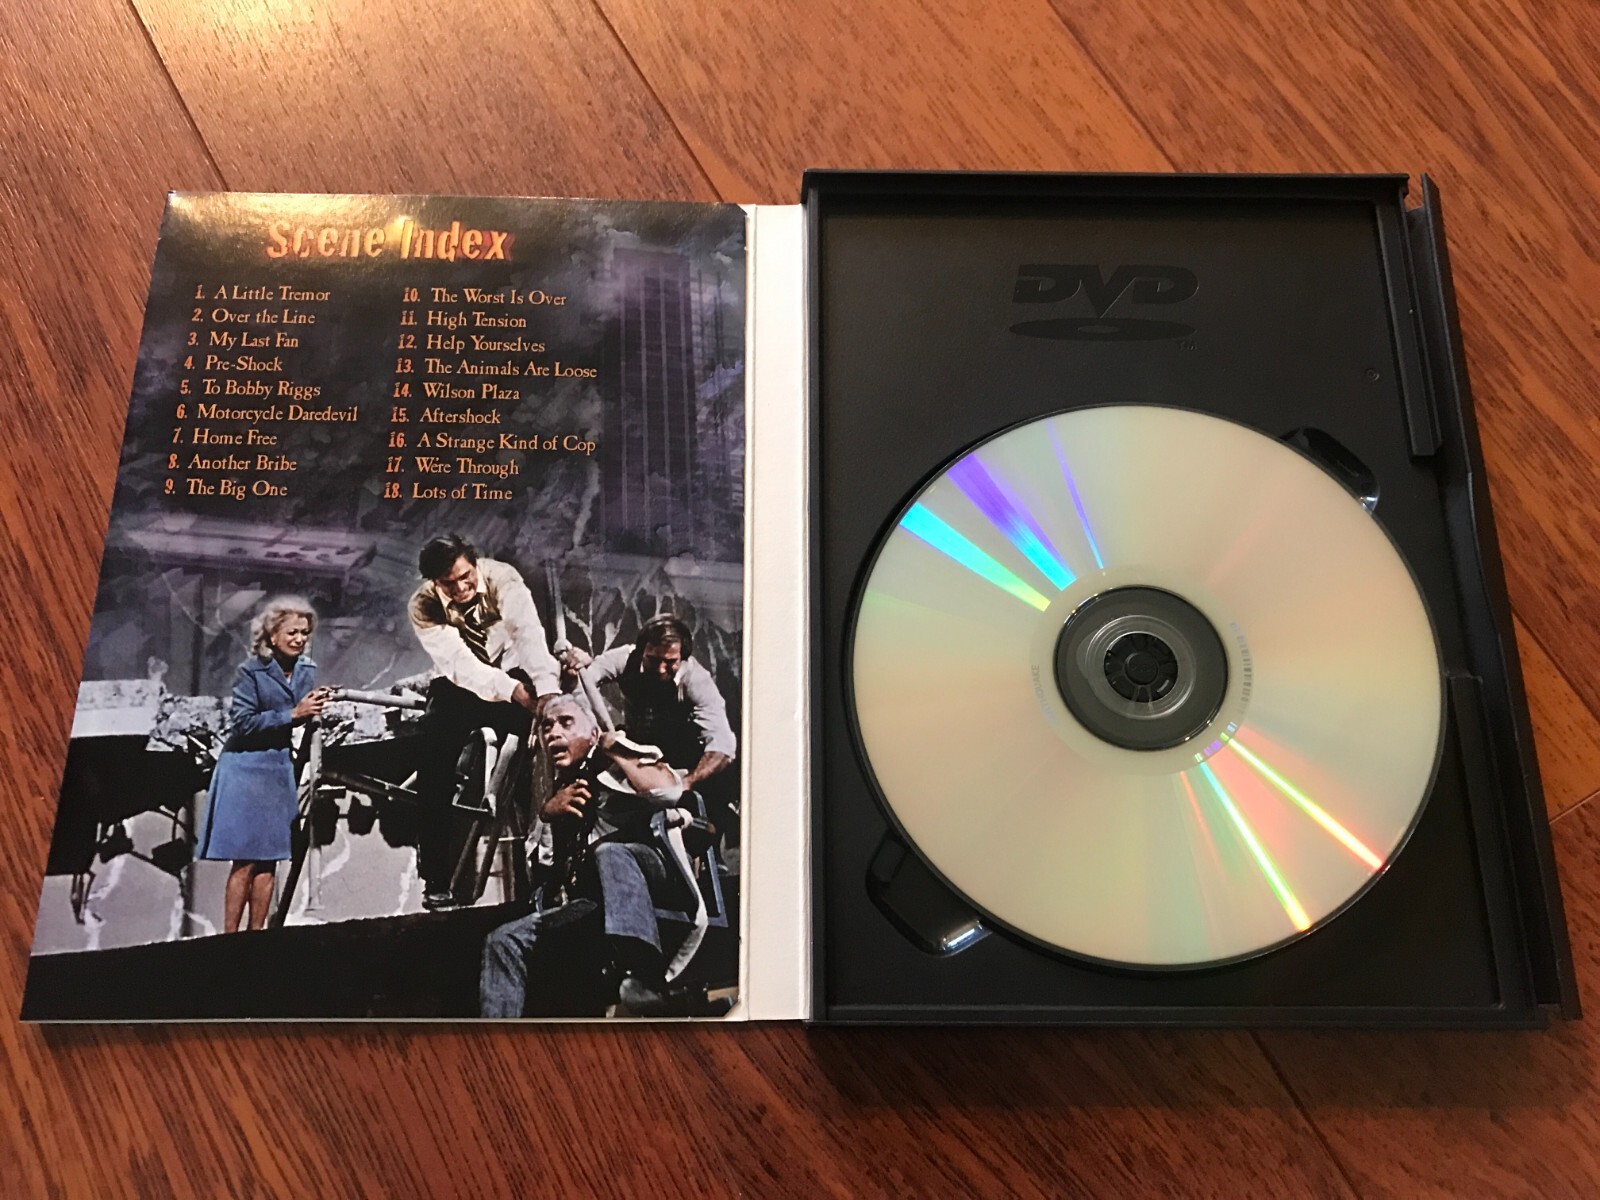 Scene Index
1. A Little Tremor
2. Over the Line
3. My Last Fan
4. Pre-Shock
5. To Bobby Riggs
6. Motorcycle Daredevil
7. Home Free
8. Another Bribe
9. The Big One
10. The Worst Is Over
11. High Tension
12. Help Yourselves
13. The Animals Are Loose
14. Wilson Plaza
15. Aftershock
16. A Strange Kind of Cop
17. We're Through
18. Lots of Time
DVD
TM